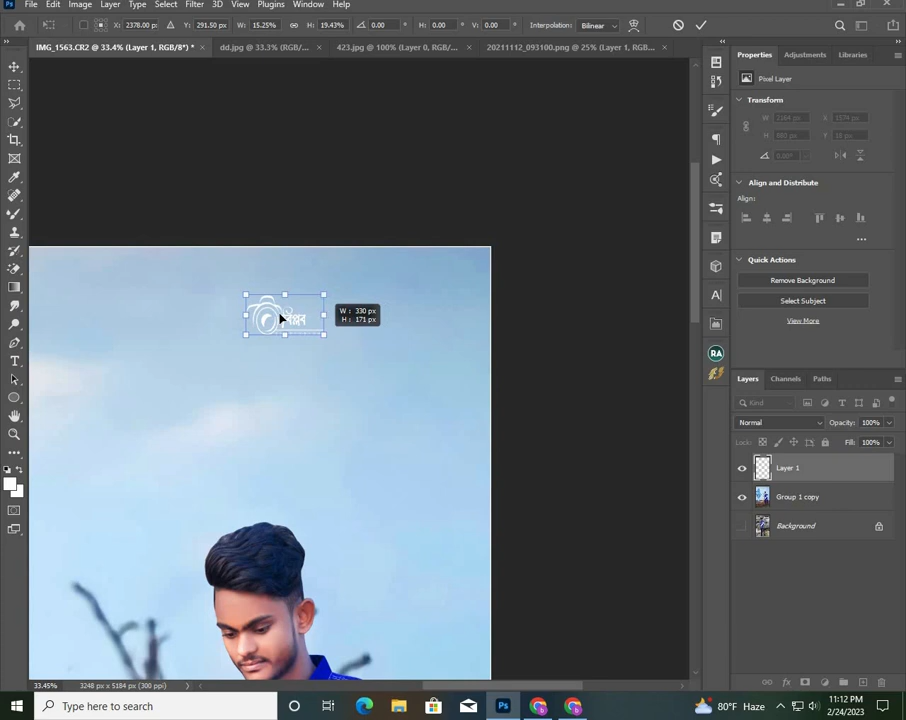 File Edit Image Layer Type Select Filter 3D View Plugins Window Help
X: 2378.00 px Y: 291.50 px W: 15.25% H: 19.43% 0.00 ° H: 0.00 ° V: 0.00 ° Interpolation: Bilinear
IMG_1563.CR2 @ 33.4% (Layer 1, RGB/8*) * × dd.jpg @ 33.3% (RGB/... × 423.jpg @ 100% (Layer 0, RGB/... × 20211112_093100.png @ 25% (Layer 1, RGB... ×
Properties Adjustments Libraries
Pixel Layer
Transform
W 2164 px X 1574 px
H 880 px Y 16 px
0.00°
Align and Distribute
Align:
Quick Actions
Remove Background
Select Subject
View More
W : 330 px
H : 171 px
Layers Channels Paths
Kind
Normal Opacity: 100%
Lock: Fill: 100%
Layer 1
Group 1 copy
Background
33.45% 3248 px x 5184 px (300 ppi)
Type here to search
80°F Haze
11:12 PM
2/24/2023